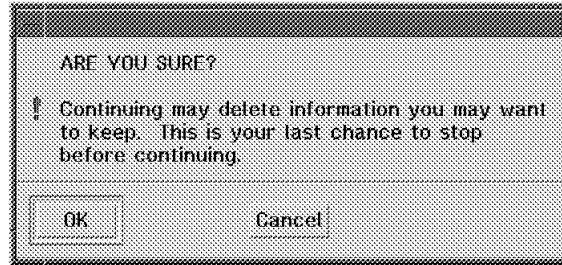 ARE YOU SURE?
! Continuing may delete information you may want
to keep. This is your last chance to stop
before continuing.
OK
Cancel